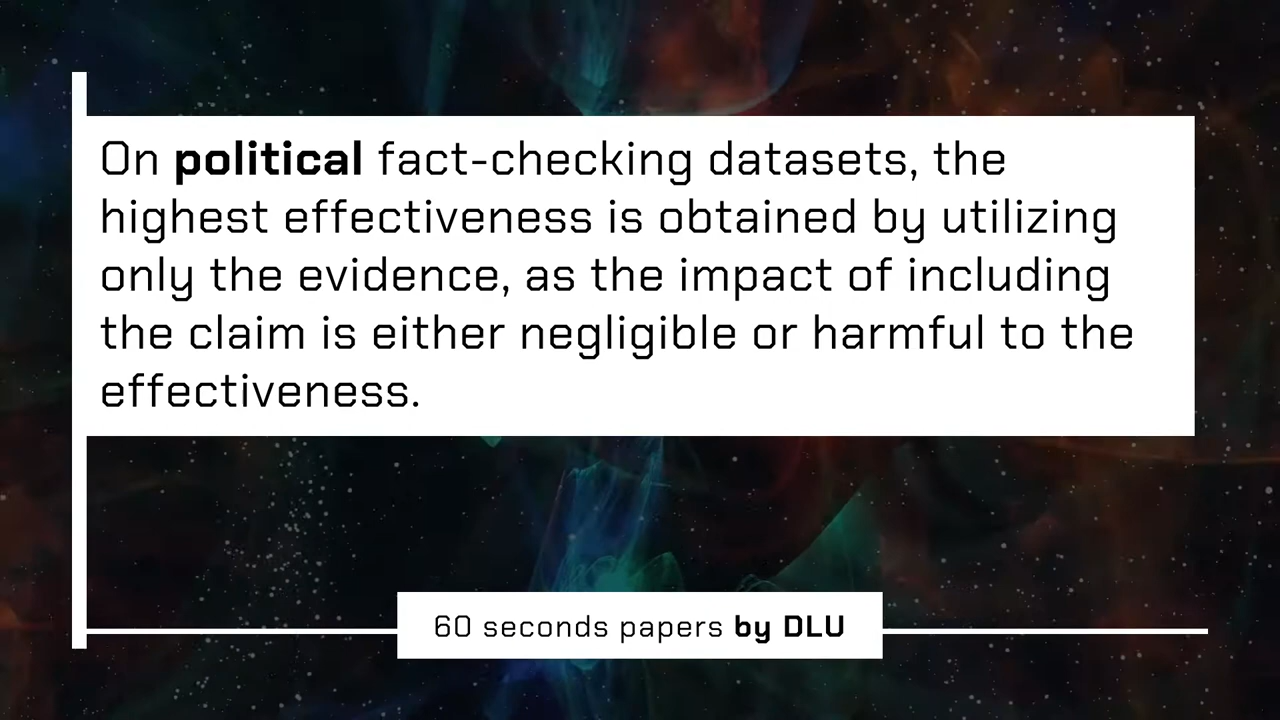 On political fact-checking datasets, the
highest effectiveness is obtained by utilizing
only the evidence, as the impact of including
the claim is either negligible or harmful to the
effectiveness.
60 seconds papers by DLU